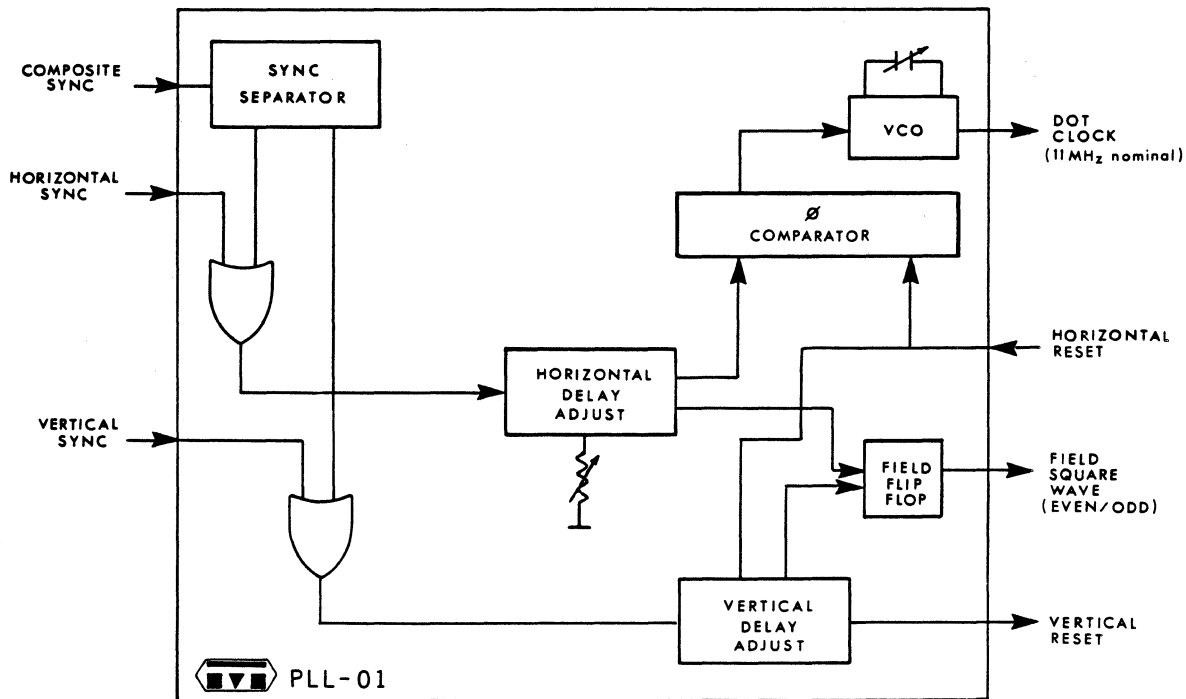 COMPOSITE
SYNC
SYNC
SEPARATOR
VCO
DOT
CLOCK
(11MHz nominal)
HORIZONTAL
SYNC
Ø
COMPARATOR
HORIZONTAL
RESET
HORIZONTAL
DELAY
ADJUST
VERTICAL
SYNC
FIELD
FLIP
FLOP
FIELD
SQUARE
WAVE
(EVEN/ODD)
VERTICAL
DELAY
ADJUST
VERTICAL
RESET
PLL-01